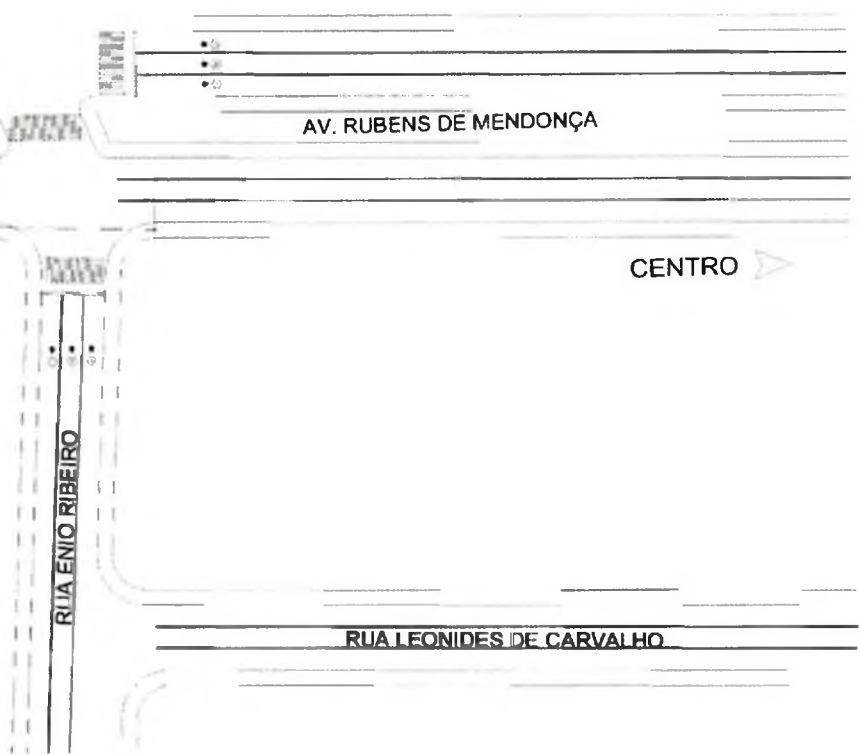 AV. RUBENS DE MENDONÇA
CENTRO
RUA ENIO RIBEIRO
RUA LEONIDES DE CARVALHO